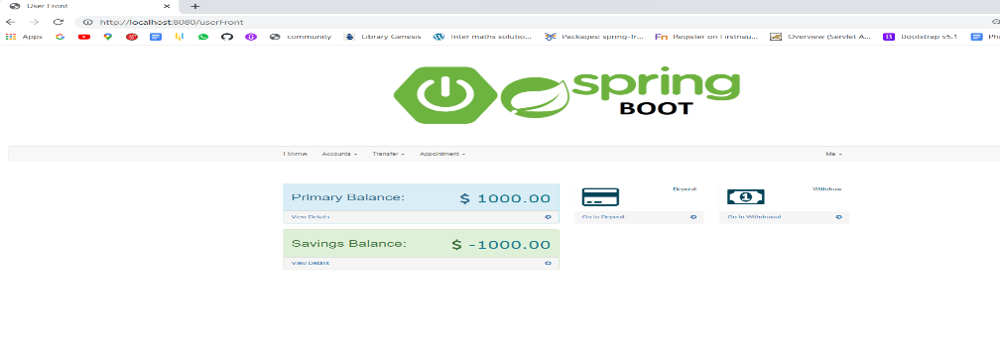 User Front
http://localhost:8080/userFront
Apps community Library Genesis Inter maths solutio... Packages: spring-fr... Register on Firstnau... Overview (Servlet A... Bootstrap v5.1
spring
BOOT
Home Accounts Transfer Appointment Me
Primary Balance: $ 1000.00
View Details
Deposit
Go to Deposit
Withdraw
Go to Withdrawal
Savings Balance: $ -1000.00
View Details